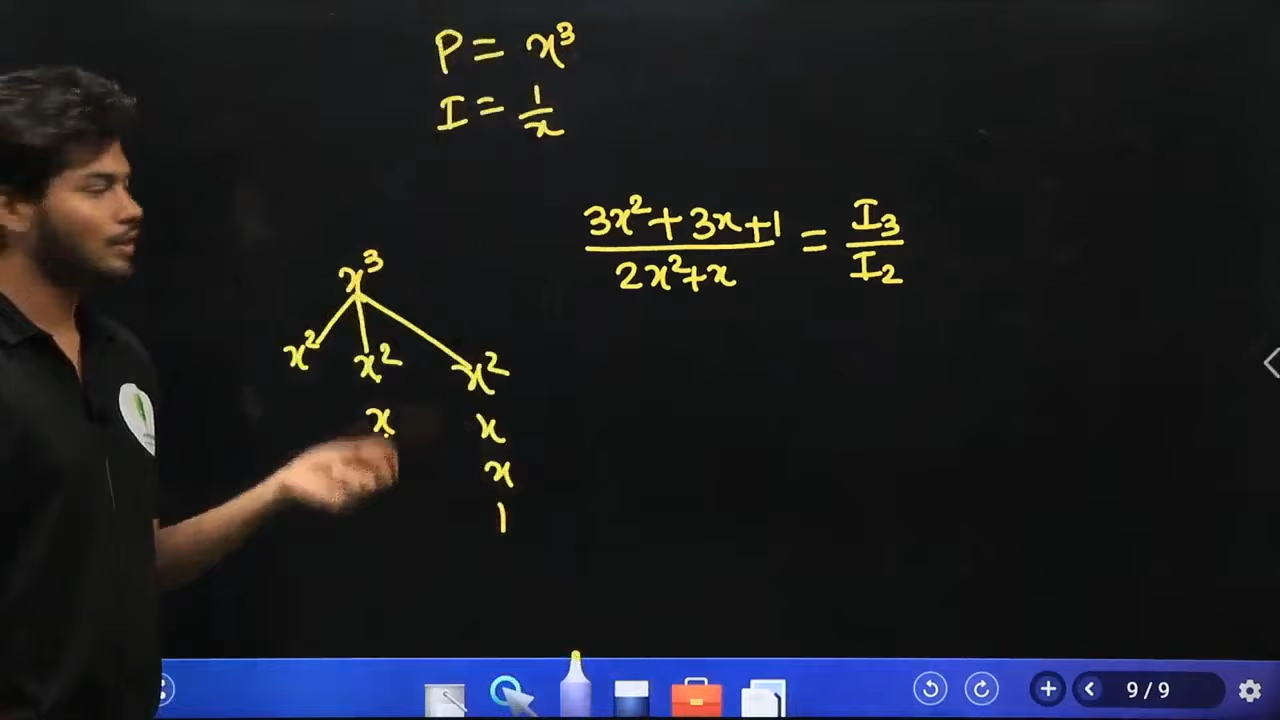 P = x³
I = 1/x
(3x² + 3x + 1)/(2x² + x) = I₃/I₂
x³
x² x² x²
x x
x
1
9 / 9